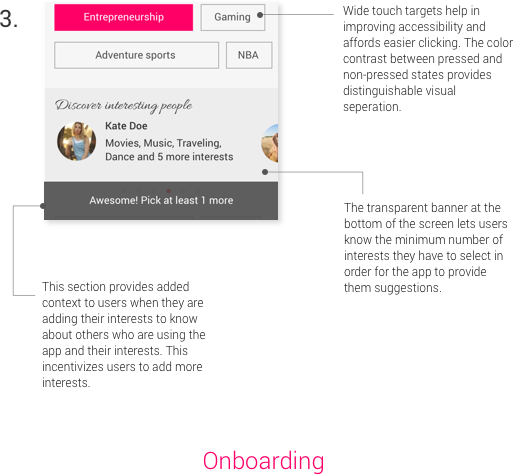 3.
Entrepreneurship
Gaming
Adventure sports
NBA
Discover interesting people
Kate Doe
Movies, Music, Traveling,
Dance and 5 more interests
Awesome! Pick at least 1 more
Wide touch targets help in
improving accessibility and
affords easier clicking. The color
contrast between pressed and
non-pressed states provides
distinguishable visual
seperation.
The transparent banner at the
bottom of the screen lets users
know the minimum number of
interests they have to select in
order for the app to provide
them suggestions.
This section provides added
context to users when they are
adding their interests to know
about others who are using the
app and their interests. This
incentivizes users to add more
interests.
Onboarding